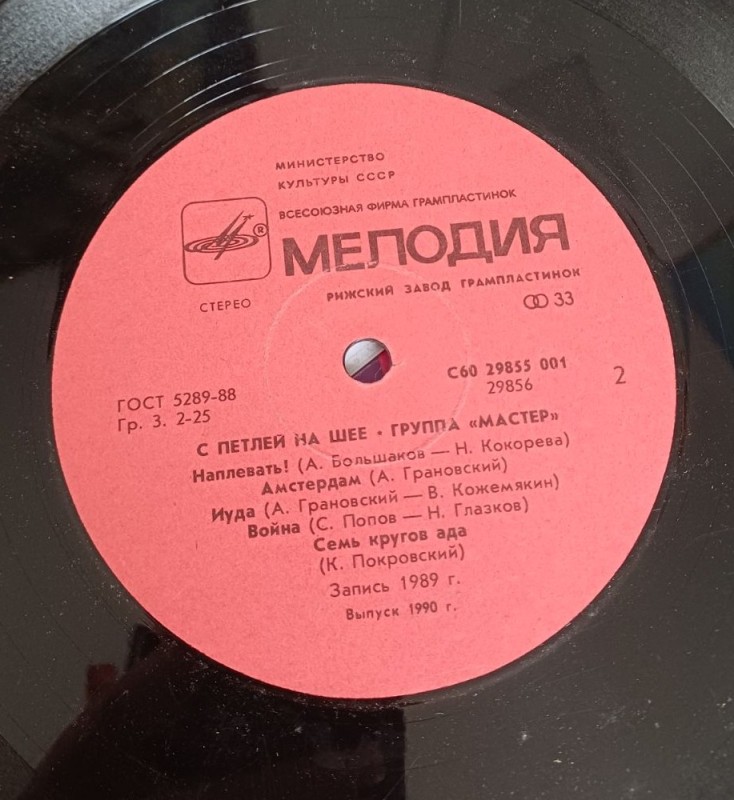 МИНИСТЕРСТВО
КУЛЬТУРЫ СССР
ВСЕСОЮЗНАЯ ФИРМА ГРАМПЛАСТИНОК
®
МЕЛОДИЯ
РИЖСКИЙ ЗАВОД ГРАМПЛАСТИНОК
СТЕРЕО
33
ГОСТ 5289-88
Гр. 3. 2-25
С60 29855 001
29856
2
С ПЕТЛЕЙ НА ШЕЕ • ГРУППА «МАСТЕР»
Наплевать! (А. Большаков — Н. Кокорева)
Амстердам (А. Грановский)
Иуда (А. Грановский — В. Кожемякин)
Война (С. Попов — Н. Глазков)
Семь кругов ада
(К. Покровский)
Запись 1989 г.
Выпуск 1990 г.